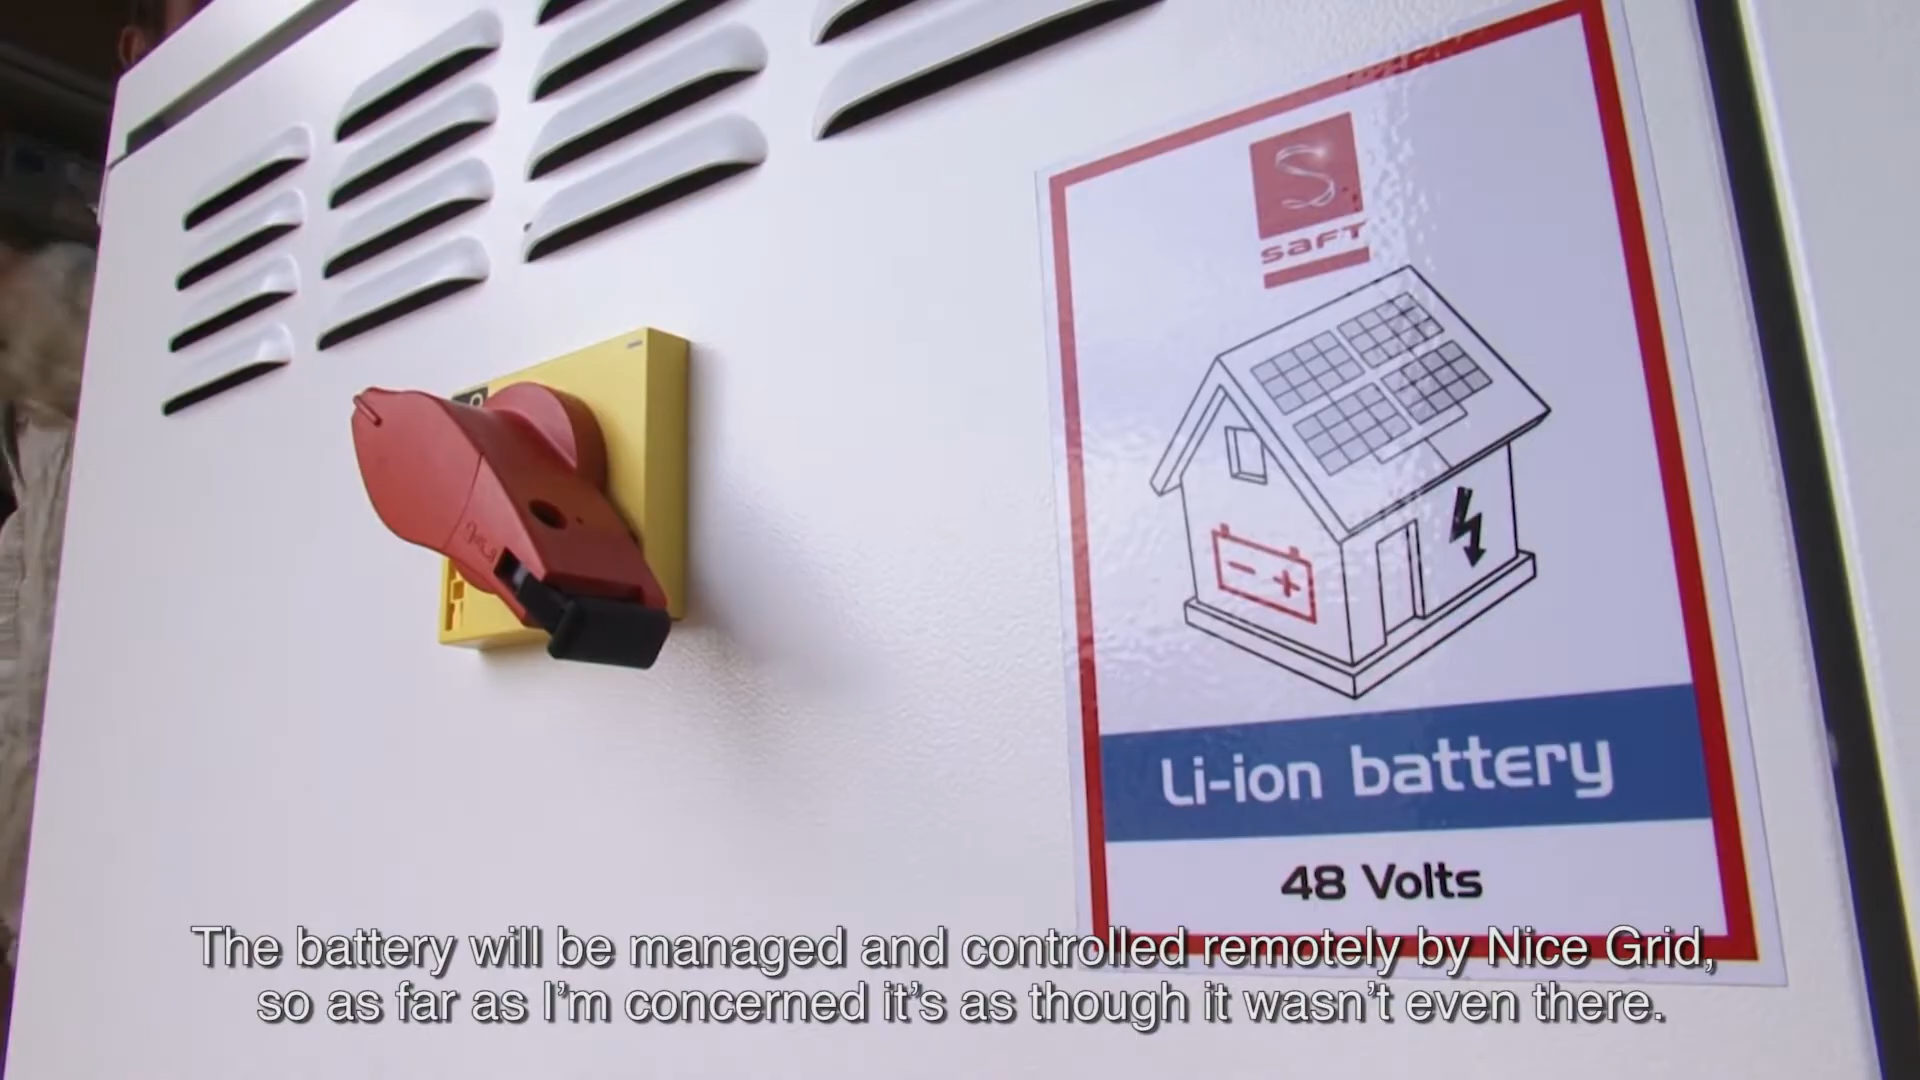 saft
Li-ion battery
48 Volts
The battery will be managed and controlled remotely by Nice Grid,
so as far as I'm concerned it's as though it wasn't even there.